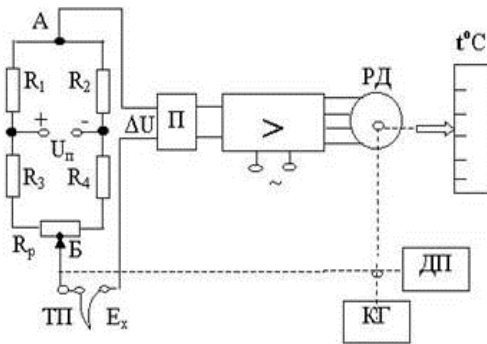 А
t°C
РД
R₁
R₂
+
-
Uп
ΔU
П
>
~
R₃
R₄
Rр
Б
ДП
ТП
Eₓ
КГ